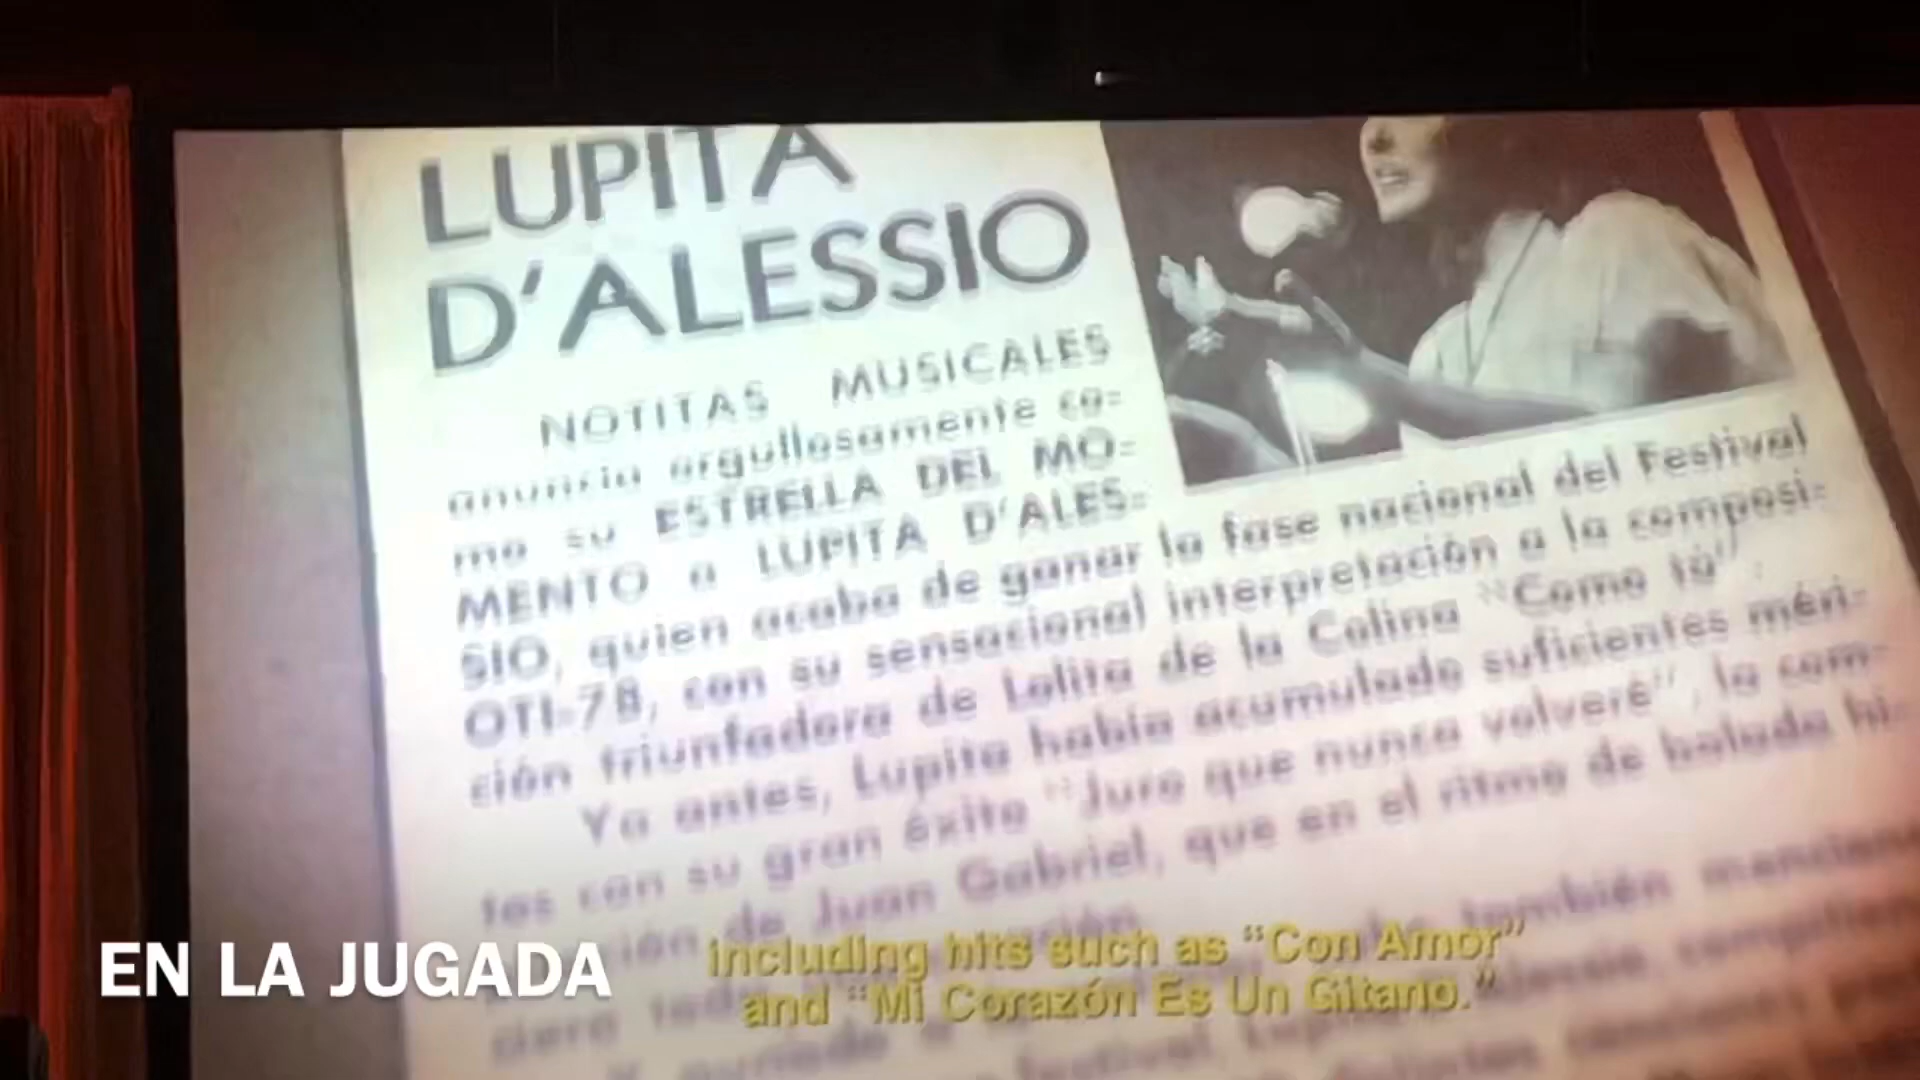 LUPITA
D'ALESSIO
NOTITAS MUSICALES
anuncia orgullosamente co-
mo su ESTRELLA DEL MO-
MENTO a LUPITA D'ALES-
SIO, quien acaba de ganar la fase nacional del Festival
OTI-78, con su sensacional interpretación a la composi-
ción triunfadora de Lolita de la Colina "Como tú".
Ya antes, Lupita había acumulado suficientes méri-
tos con su gran éxito "Juro que nunca volveré", la com-
de Juan Gabriel, que en el ritmo de balada hi-
también
EN LA JUGADA
including hits such as “Con Amor”
and “Mi Corazón Es Un Gitano.”